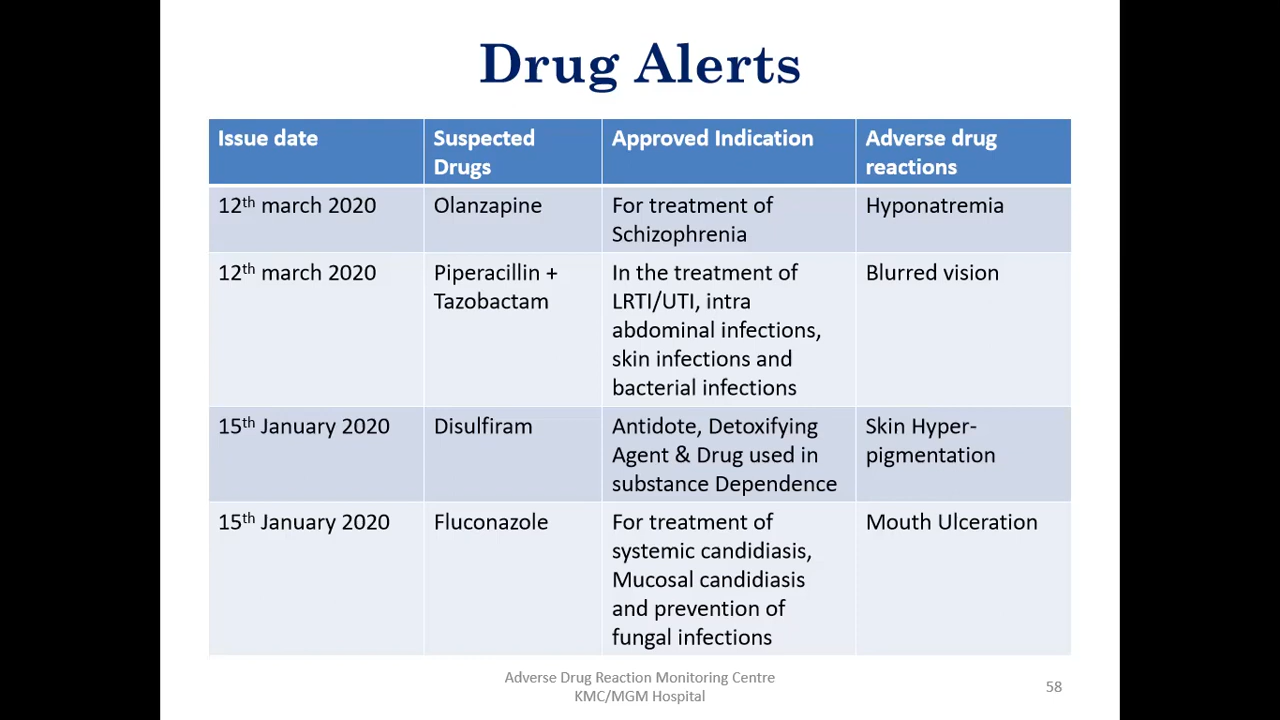 Drug Alerts
Issue date
Suspected
Drugs
Approved Indication
Adverse drug
reactions
12th march 2020
Olanzapine
For treatment of
Schizophrenia
Hyponatremia
12th march 2020
Piperacillin +
Tazobactam
In the treatment of
LRTI/UTI, intra
abdominal infections,
skin infections and
bacterial infections
Blurred vision
15th January 2020
Disulfiram
Antidote, Detoxifying
Agent & Drug used in
substance Dependence
Skin Hyper-
pigmentation
15th January 2020
Fluconazole
For treatment of
systemic candidiasis,
Mucosal candidiasis
and prevention of
fungal infections
Mouth Ulceration
Adverse Drug Reaction Monitoring Centre
KMC/MGM Hospital
58